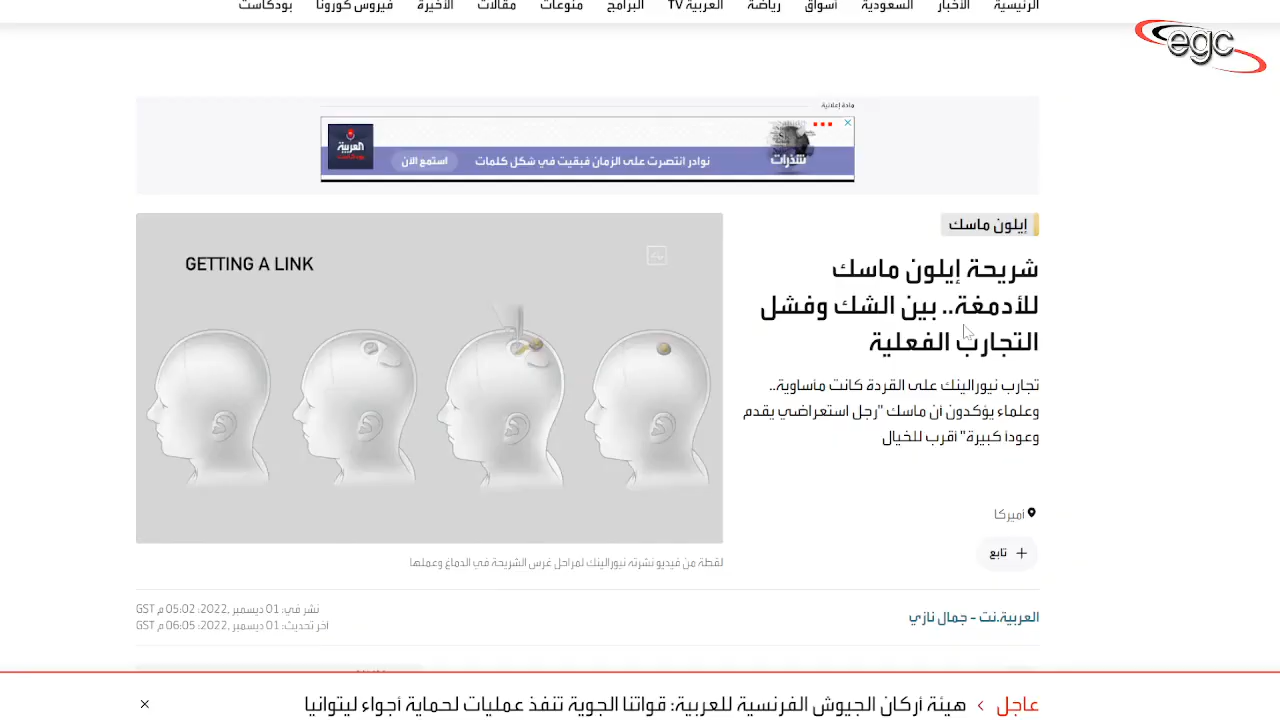 الرئيسية الأخبار السعودية أسواق رياضة العربية TV البرامج منوعات مقالات الأخيرة فيروس كورونا بودكاست
egc
مادة إعلانية
شذرات
نوادر انتصرت على الزمان فبقيت في شكل كلمات
استمع الآن
العربية
إيلون ماسك
شريحة إيلون ماسك
للأدمغة.. بين الشك وفشل
التجارب الفعلية
تجارب نيورالينك على القردة كانت مأساوية..
وعلماء يؤكدون أن ماسك "رجل استعراضي يقدم
وعوداً كبيرة" أقرب للخيال
أميركا
تابع
GETTING A LINK
لقطة من فيديو نشرته نيورالينك لمراحل غرس الشريحة في الدماغ وعملها
العربية.نت - جمال نازي
نشر في: 01 ديسمبر ,2022: 05:02 م GST
آخر تحديث: 01 ديسمبر ,2022: 06:05 م GST
عاجل
هيئة أركان الجيوش الفرنسية للعربية: قواتنا الجوية تنفذ عمليات لحماية أجواء ليتوانيا